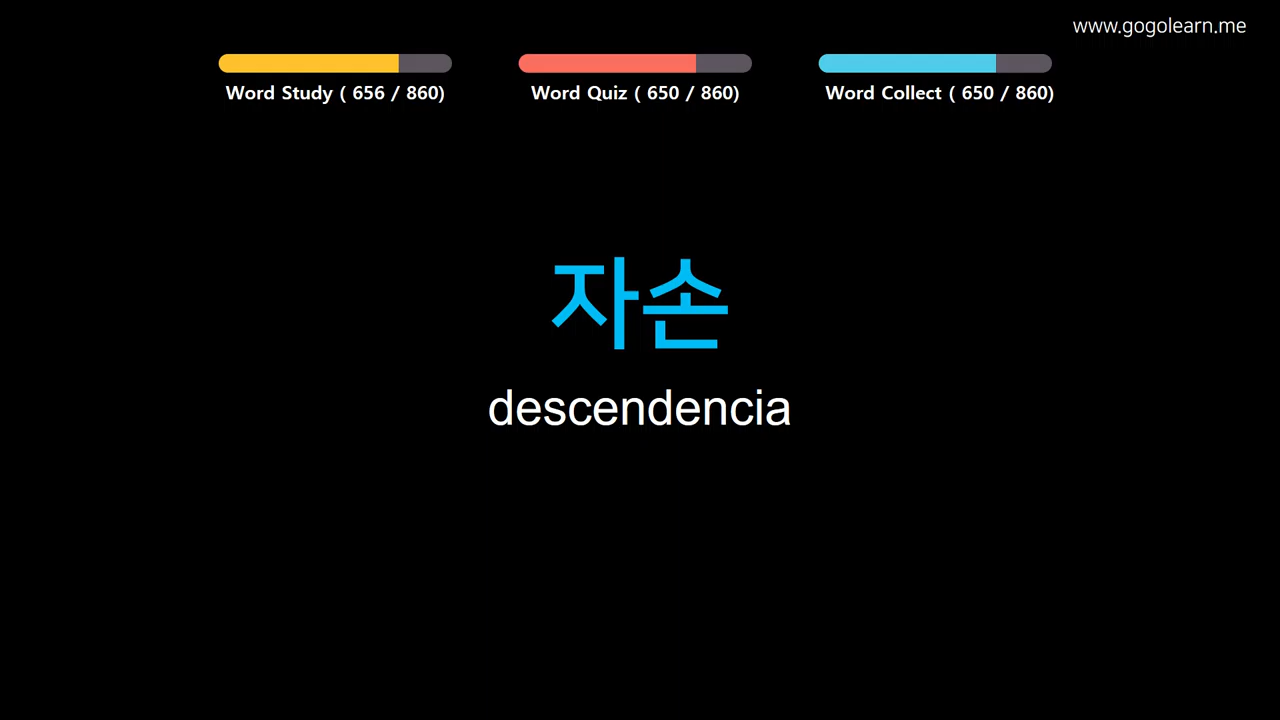 www.gogolearn.me
Word Study ( 656 / 860)
Word Quiz ( 650 / 860)
Word Collect ( 650 / 860)
자손
descendencia